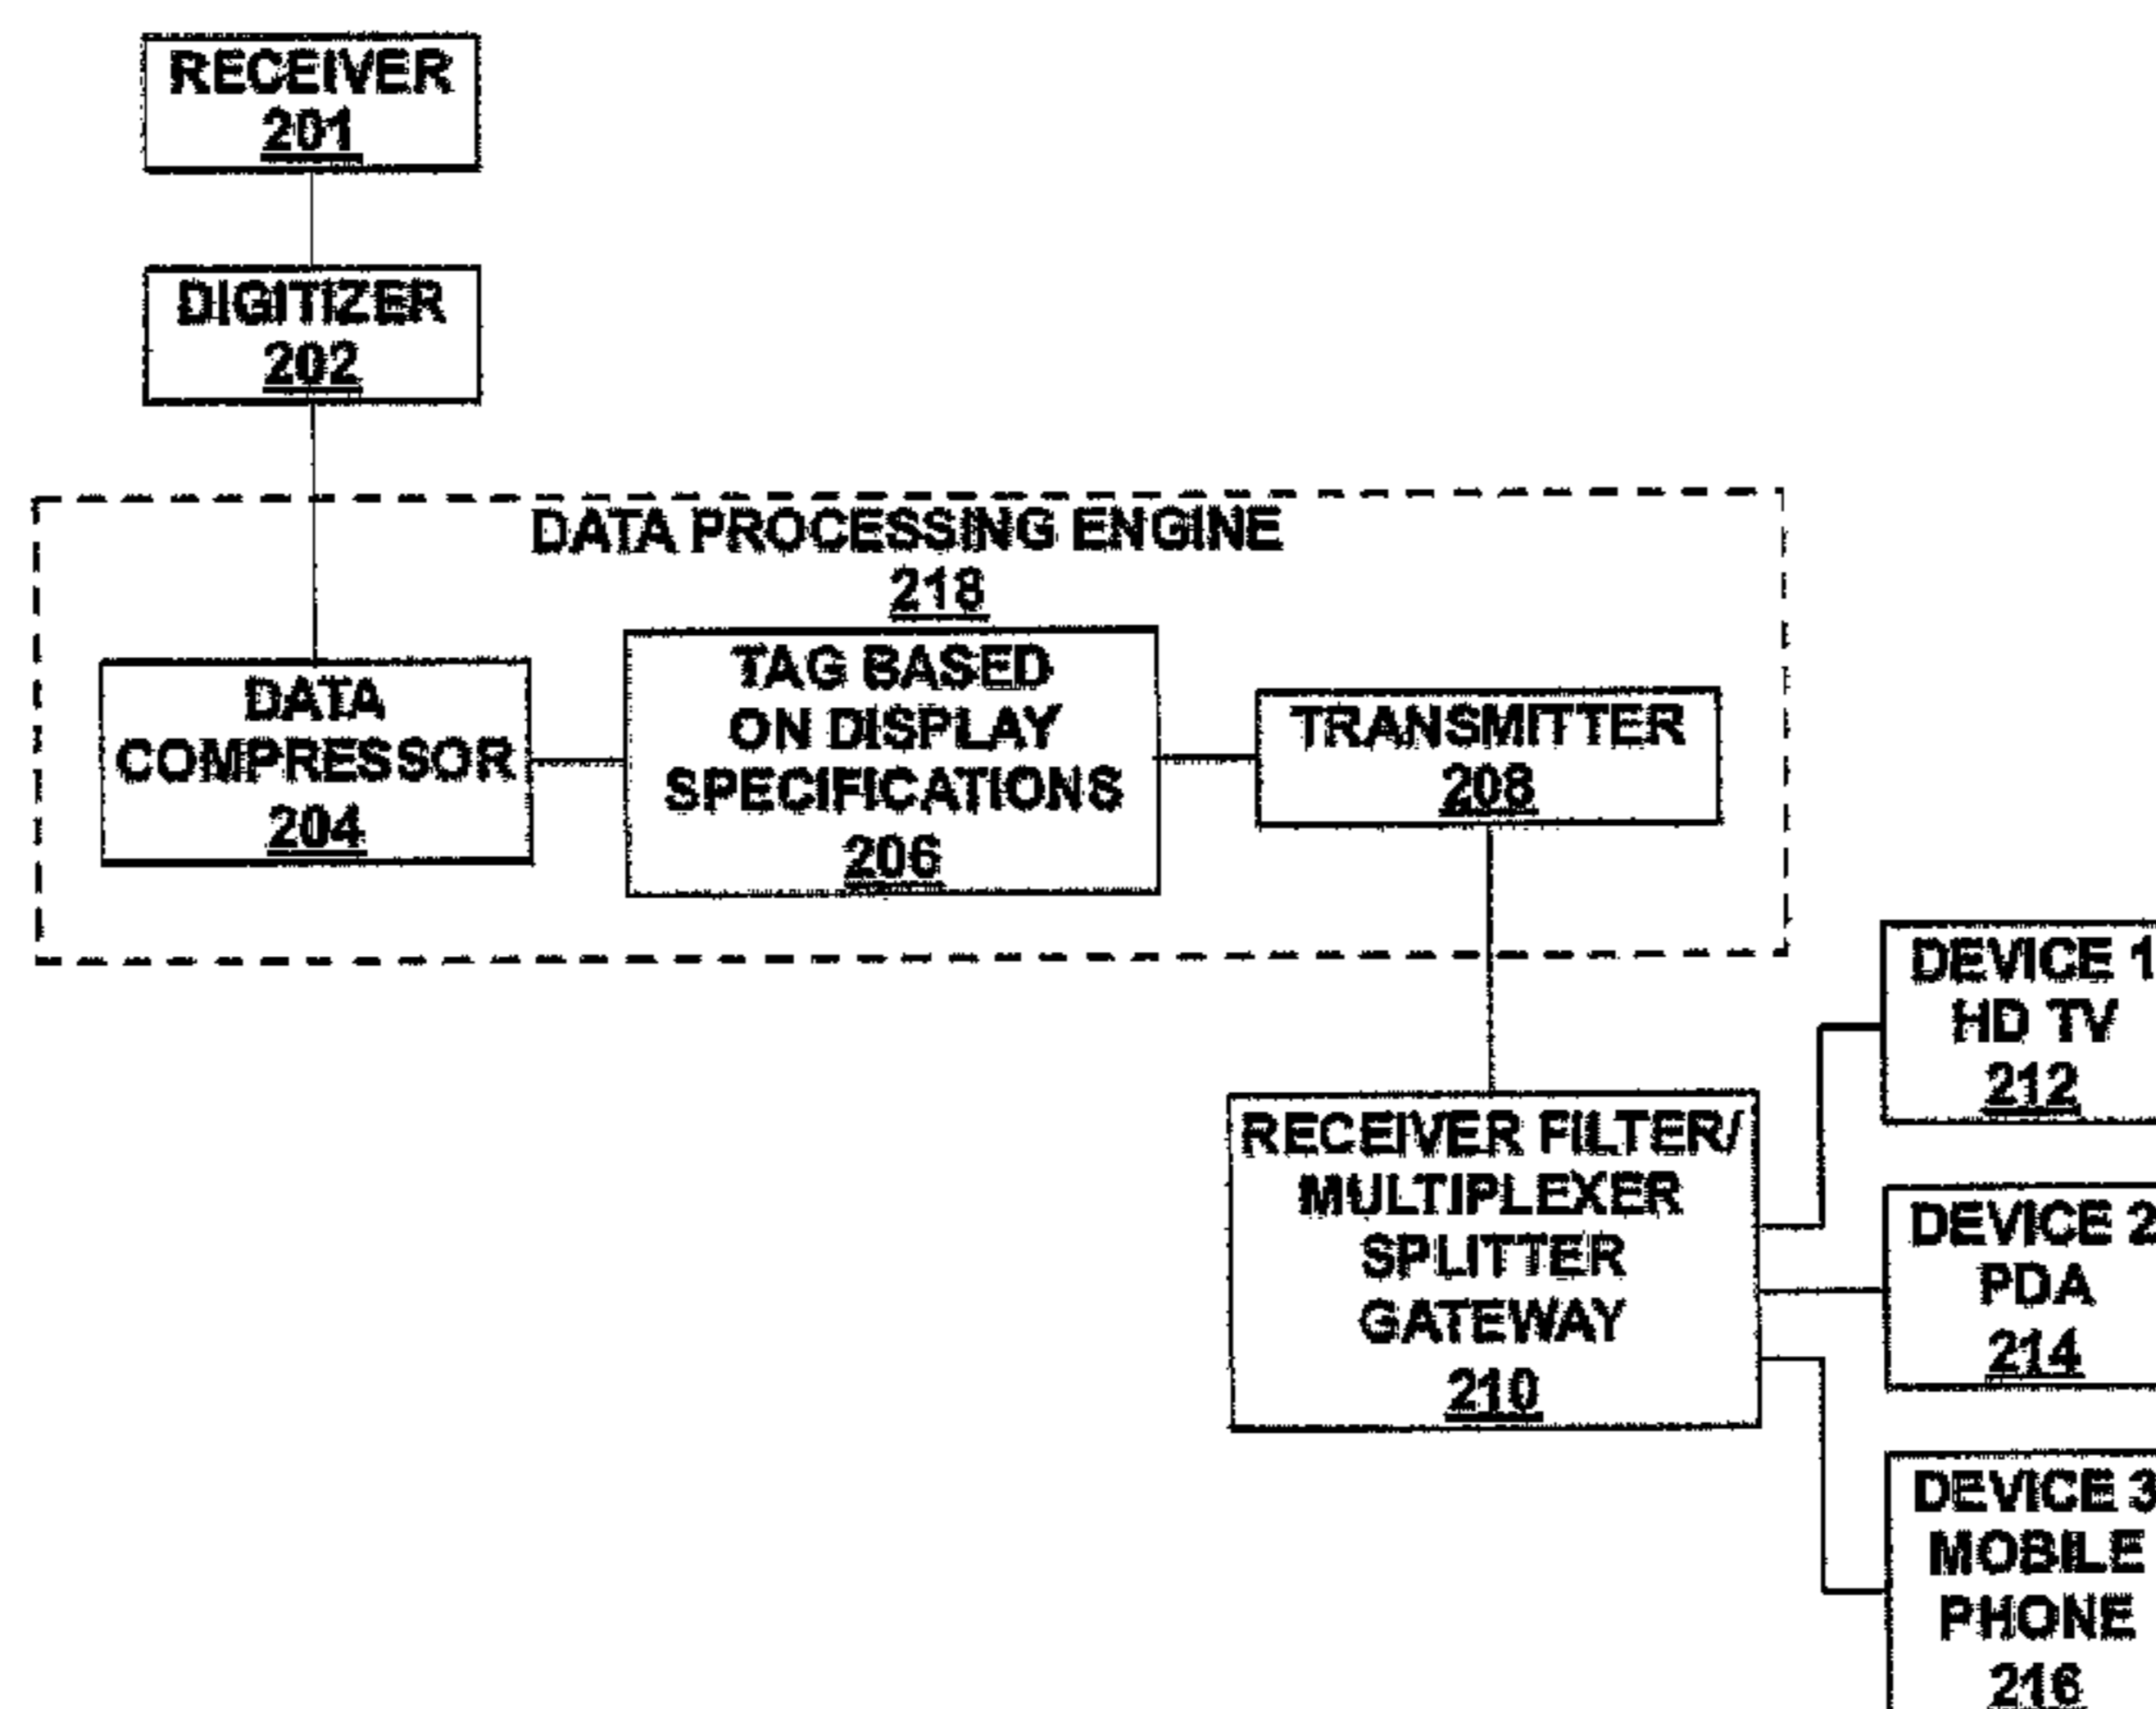 RECEIVER
201
DIGITIZER
202
DATA PROCESSING ENGINE
218
DATA
COMPRESSOR
204
TAG BASED
ON DISPLAY
SPECIFICATIONS
206
TRANSMITTER
208
RECEIVER FILTER/
MULTIPLEXER
SPLITTER
GATEWAY
210
DEVICE 1
HD TV
212
DEVICE 2
PDA
214
DEVICE 3
MOBILE
PHONE
216